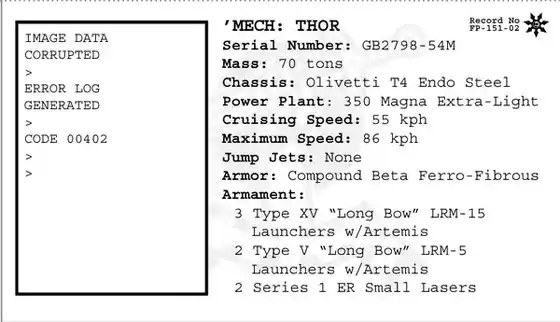 IMAGE DATA
CORRUPTED
>
ERROR LOG
GENERATED
>
CODE 00402
>
>
’MECH: THOR
Record No
FP-151-02
Serial Number: GB2798-54M
Mass: 70 tons
Chassis: Olivetti T4 Endo Steel
Power Plant: 350 Magna Extra-Light
Cruising Speed: 55 kph
Maximum Speed: 86 kph
Jump Jets: None
Armor: Compound Beta Ferro-Fibrous
Armament:
3 Type XV “Long Bow” LRM-15
Launchers w/Artemis
2 Type V “Long Bow” LRM-5
Launchers w/Artemis
2 Series 1 ER Small Lasers